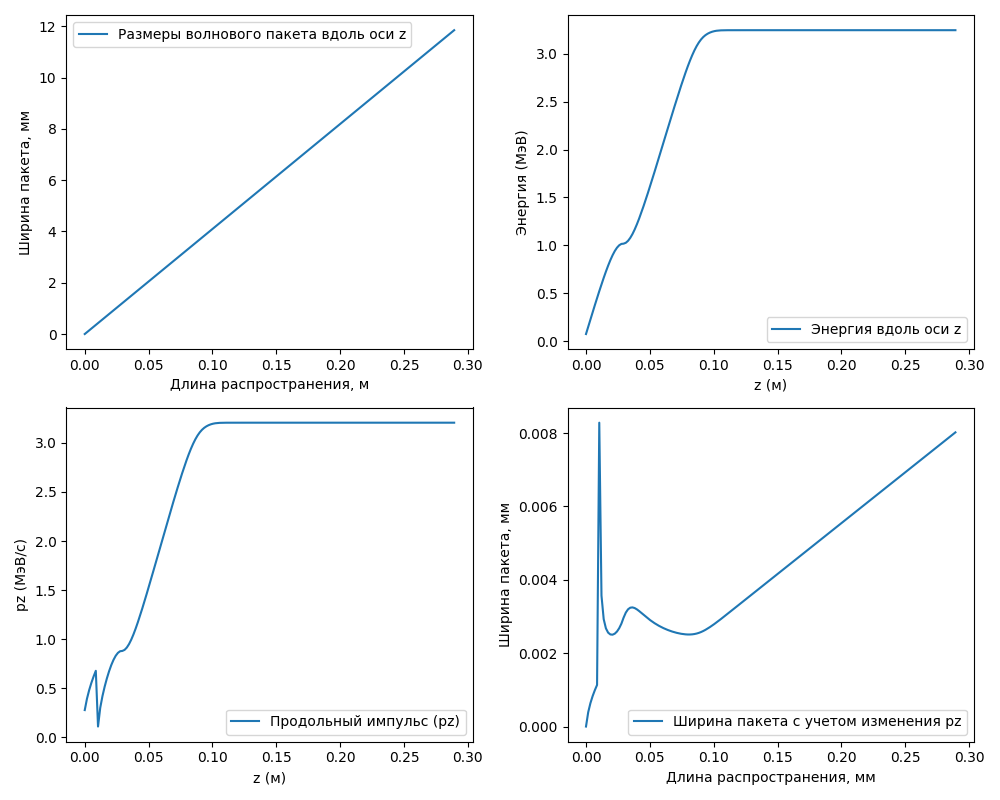 Размеры волнового пакета вдоль оси z
Ширина пакета, мм
0
2
4
6
8
10
12
0.00 0.05 0.10 0.15 0.20 0.25 0.30
Длина распространения, м
Энергия вдоль оси z
Энергия (МэВ)
0.0
0.5
1.0
1.5
2.0
2.5
3.0
0.00 0.05 0.10 0.15 0.20 0.25 0.30
z (м)
Продольный импульс (pz)
pz (МэВ/c)
0.0
0.5
1.0
1.5
2.0
2.5
3.0
0.00 0.05 0.10 0.15 0.20 0.25 0.30
z (м)
Ширина пакета с учетом изменения pz
Ширина пакета, мм
0.000
0.002
0.004
0.006
0.008
0.00 0.05 0.10 0.15 0.20 0.25 0.30
Длина распространения, мм